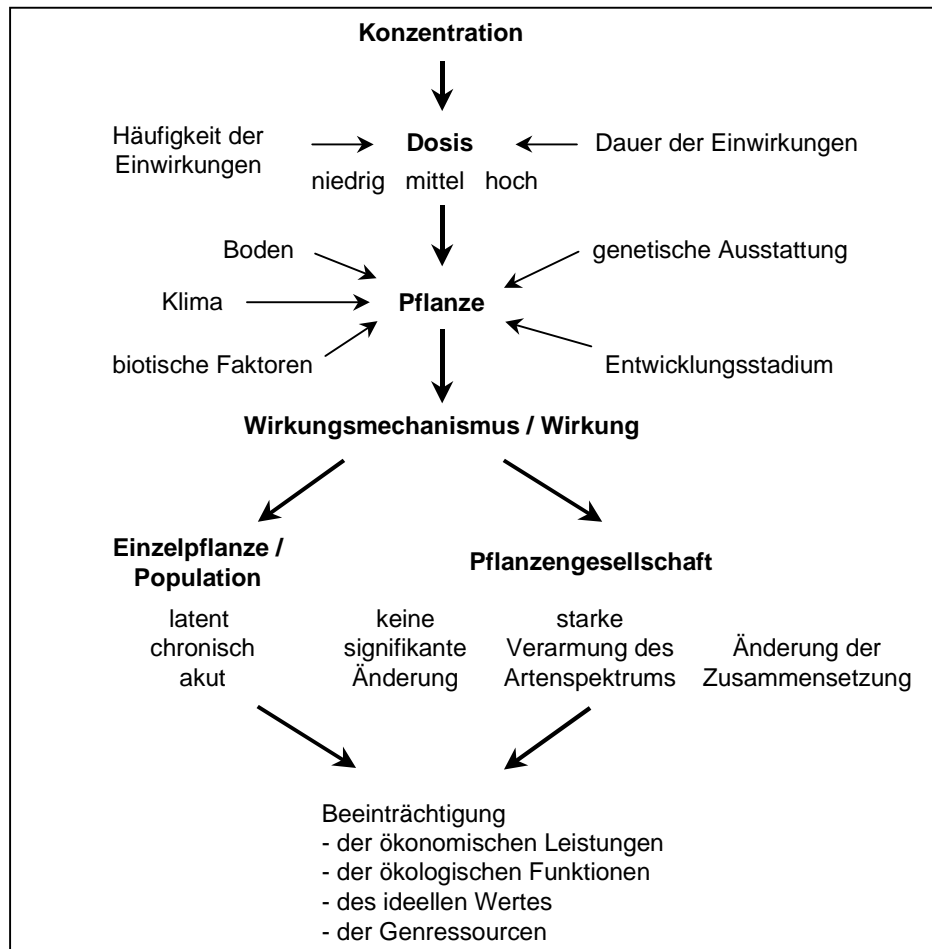 Konzentration
Häufigkeit der
Einwirkungen
Dosis
Dauer der Einwirkungen
niedrig mittel hoch
Boden
genetische Ausstattung
Klima
Pflanze
biotische Faktoren
Entwicklungsstadium
Wirkungsmechanismus / Wirkung
Einzelpflanze /
Population
Pflanzengesellschaft
latent
chronisch
akut
keine
signifikante
Änderung
starke
Verarmung des
Artenspektrums
Änderung der
Zusammensetzung
Beeinträchtigung
- der ökonomischen Leistungen
- der ökologischen Funktionen
- des ideellen Wertes
- der Genressourcen